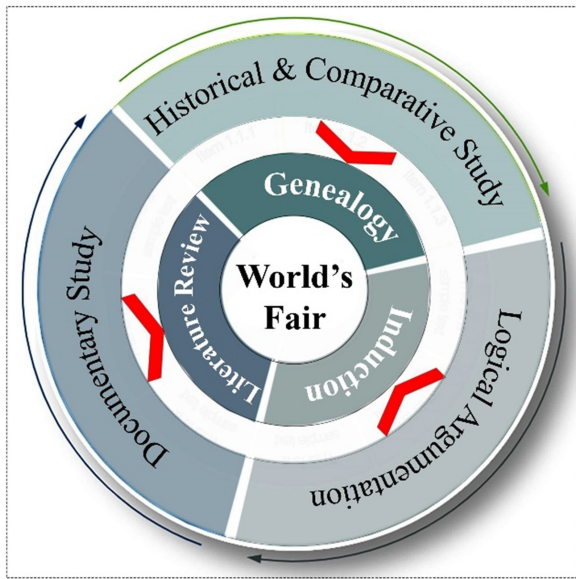 Historical & Comparative Study
Genealogy
Documentary Study
Literature Review
World's
Fair
Induction
Logical Argumentation